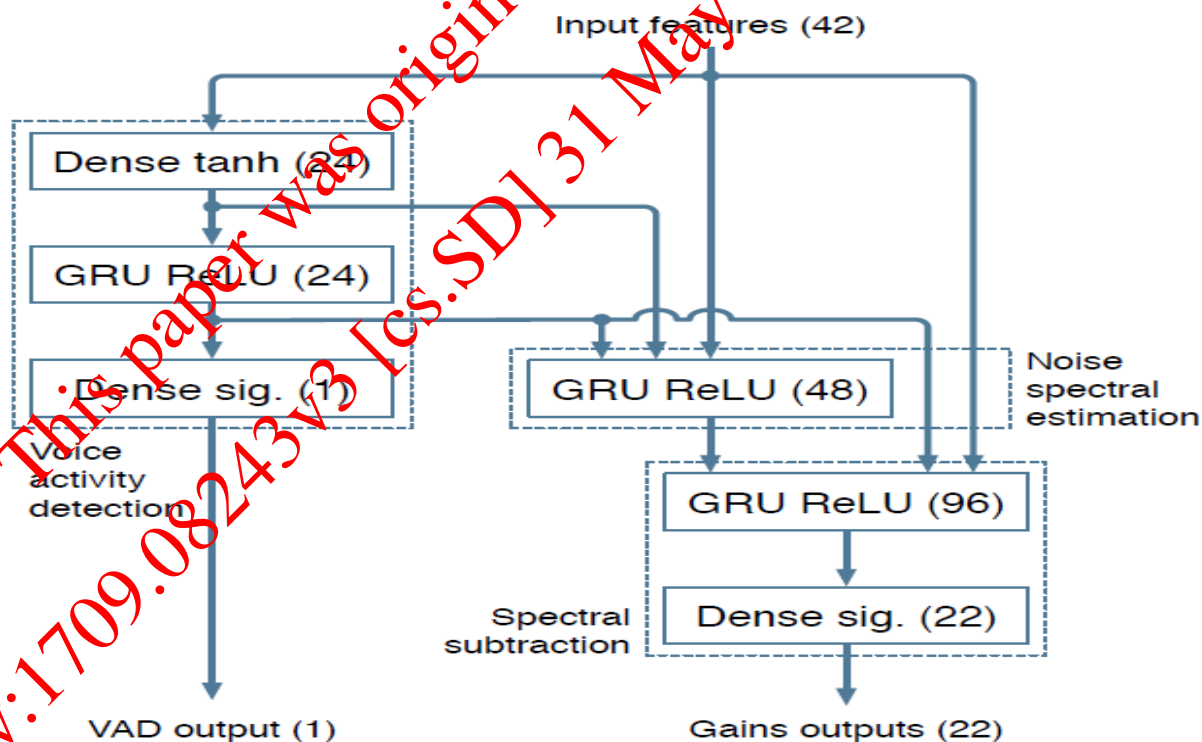 Input features (42)
Dense tanh (24)
GRU ReLU (24)
Dense sig. (1)
Voice
activity
detection
GRU ReLU (48)
Noise
spectral
estimation
GRU ReLU (96)
Dense sig. (22)
Spectral
subtraction
VAD output (1)
Gains outputs (22)
"This paper was origin
v:1709.08243v3 [cs.SD] 31 May